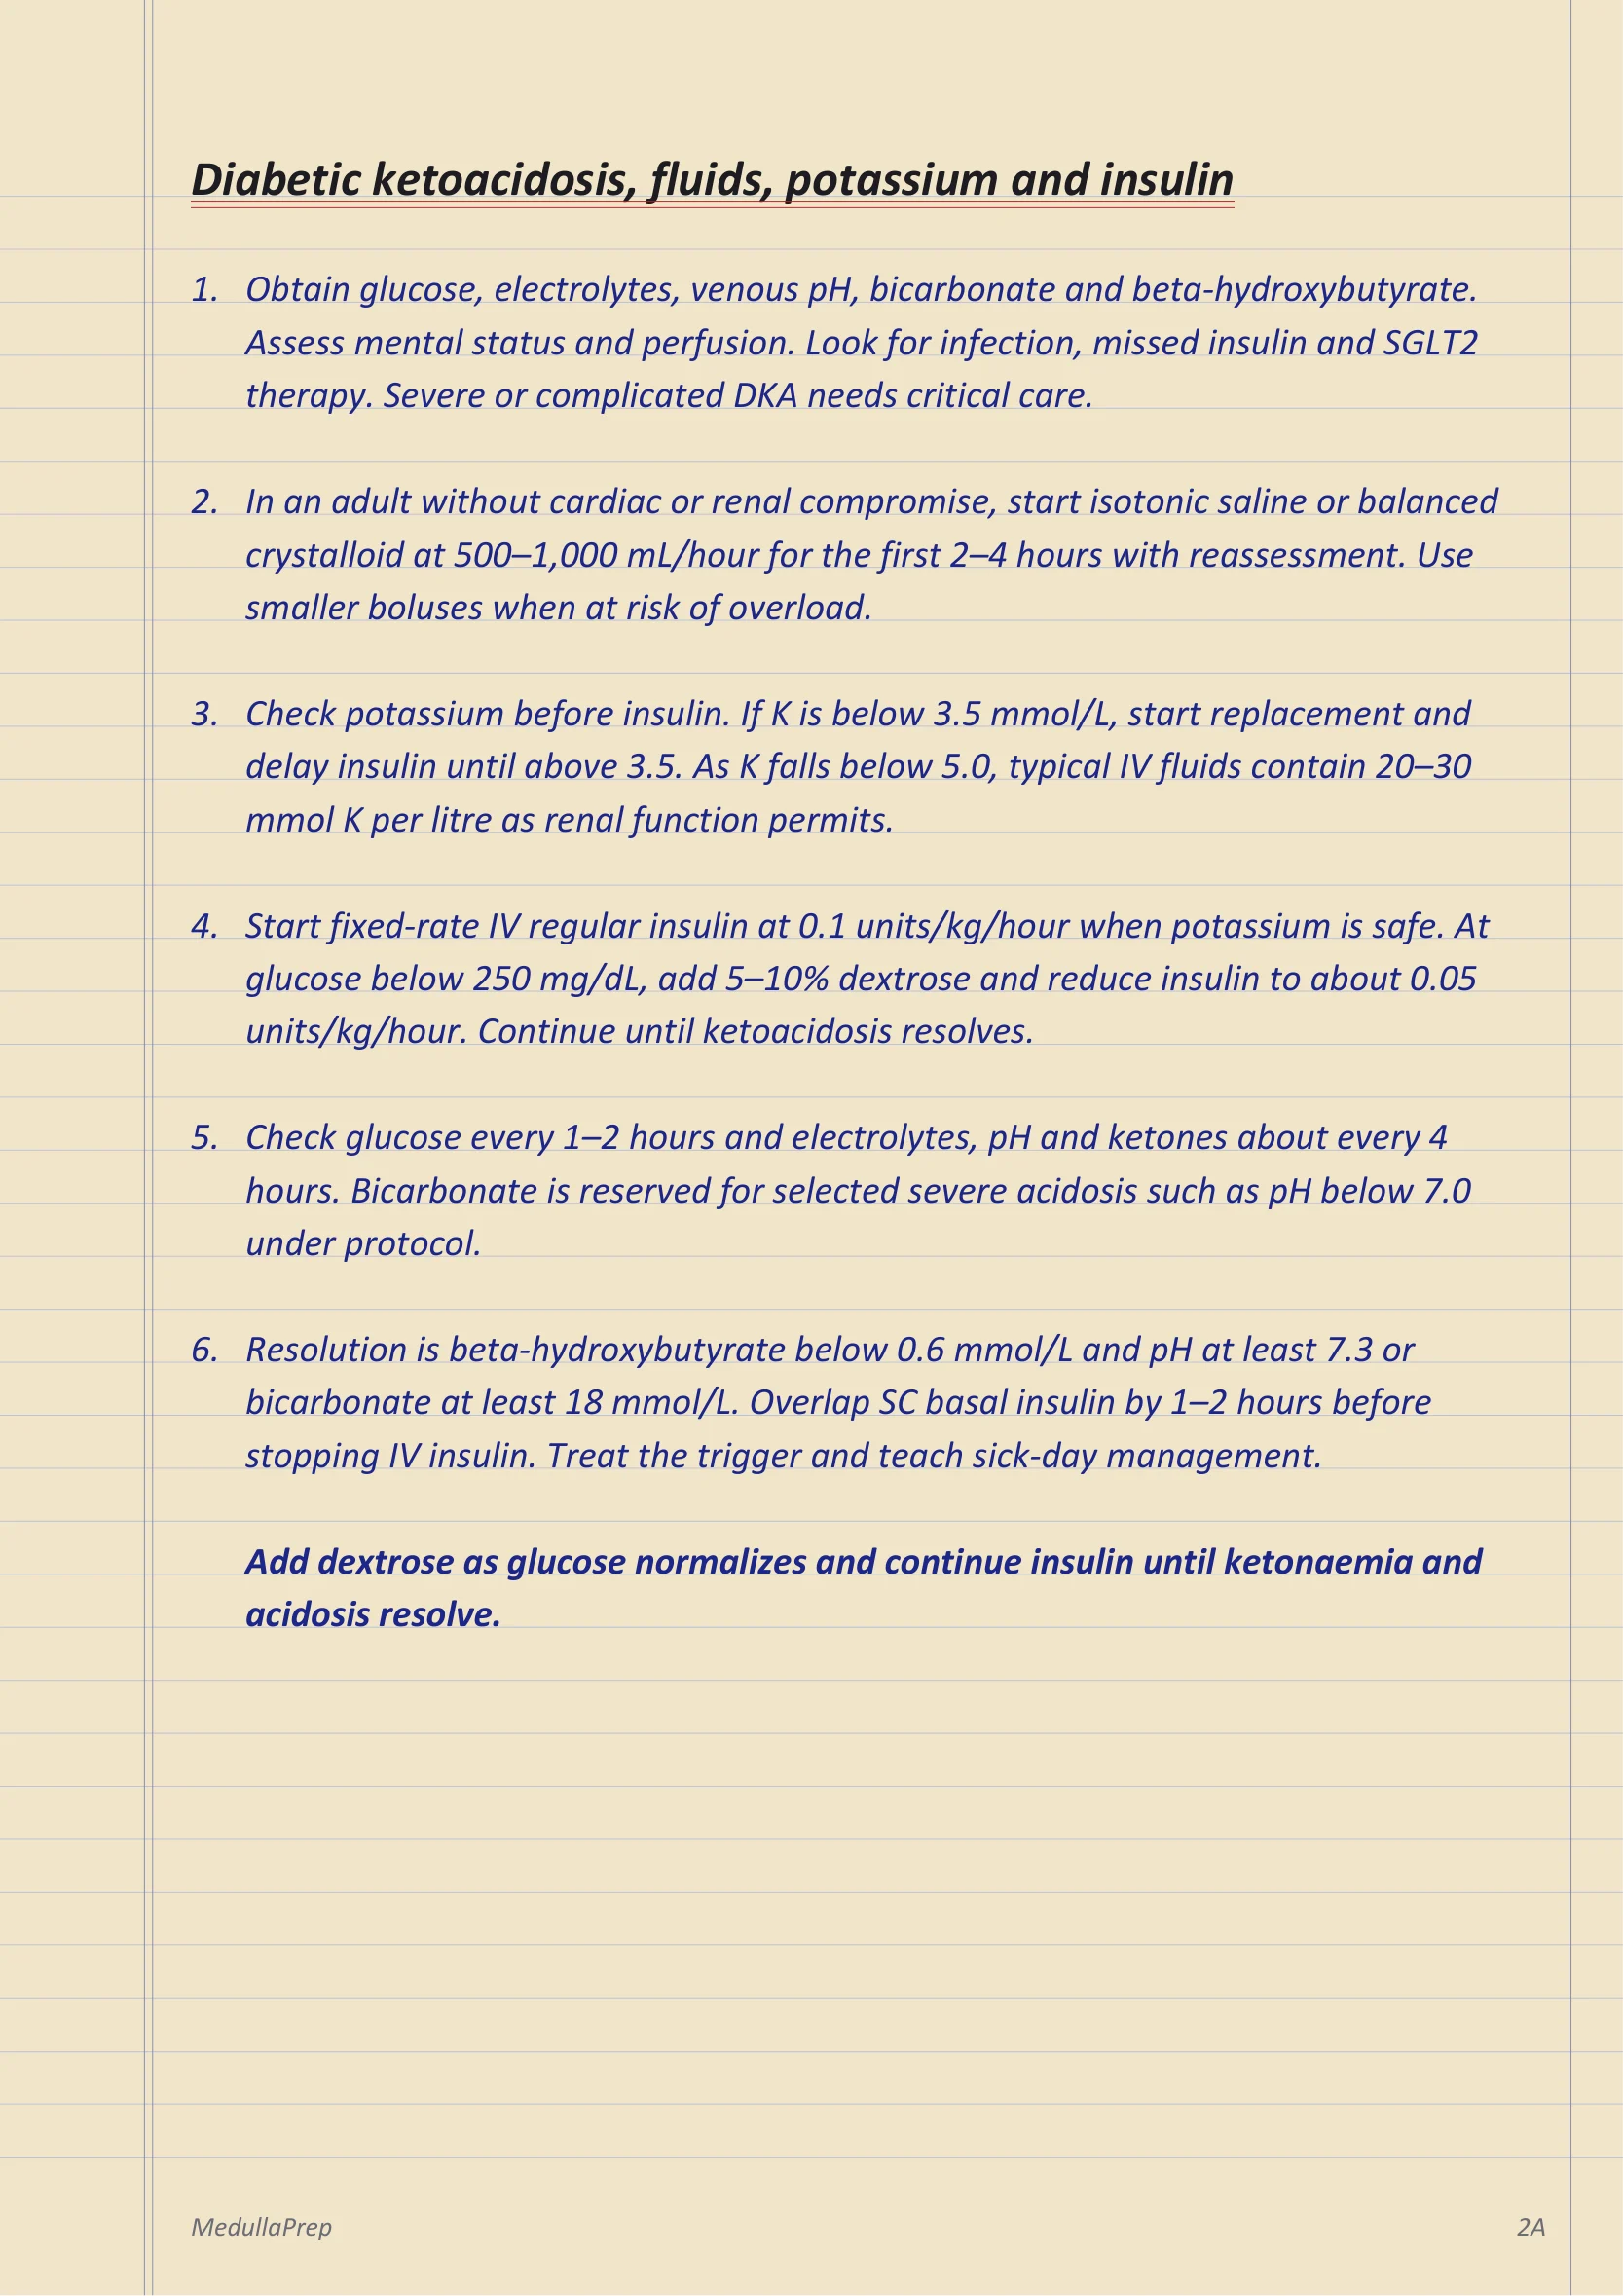 Diabetic ketoacidosis, fluids, potassium and insulin
1. Obtain glucose, electrolytes, venous pH, bicarbonate and beta-hydroxybutyrate.
Assess mental status and perfusion. Look for infection, missed insulin and SGLT2
therapy. Severe or complicated DKA needs critical care.
2. In an adult without cardiac or renal compromise, start isotonic saline or balanced
crystalloid at 500–1,000 mL/hour for the first 2–4 hours with reassessment. Use
smaller boluses when at risk of overload.
3. Check potassium before insulin. If K is below 3.5 mmol/L, start replacement and
delay insulin until above 3.5. As K falls below 5.0, typical IV fluids contain 20–30
mmol K per litre as renal function permits.
4. Start fixed-rate IV regular insulin at 0.1 units/kg/hour when potassium is safe. At
glucose below 250 mg/dL, add 5–10% dextrose and reduce insulin to about 0.05
units/kg/hour. Continue until ketoacidosis resolves.
5. Check glucose every 1–2 hours and electrolytes, pH and ketones about every 4
hours. Bicarbonate is reserved for selected severe acidosis such as pH below 7.0
under protocol.
6. Resolution is beta-hydroxybutyrate below 0.6 mmol/L and pH at least 7.3 or
bicarbonate at least 18 mmol/L. Overlap SC basal insulin by 1–2 hours before
stopping IV insulin. Treat the trigger and teach sick-day management.
Add dextrose as glucose normalizes and continue insulin until ketonaemia and
acidosis resolve.
MedullaPrep
2A